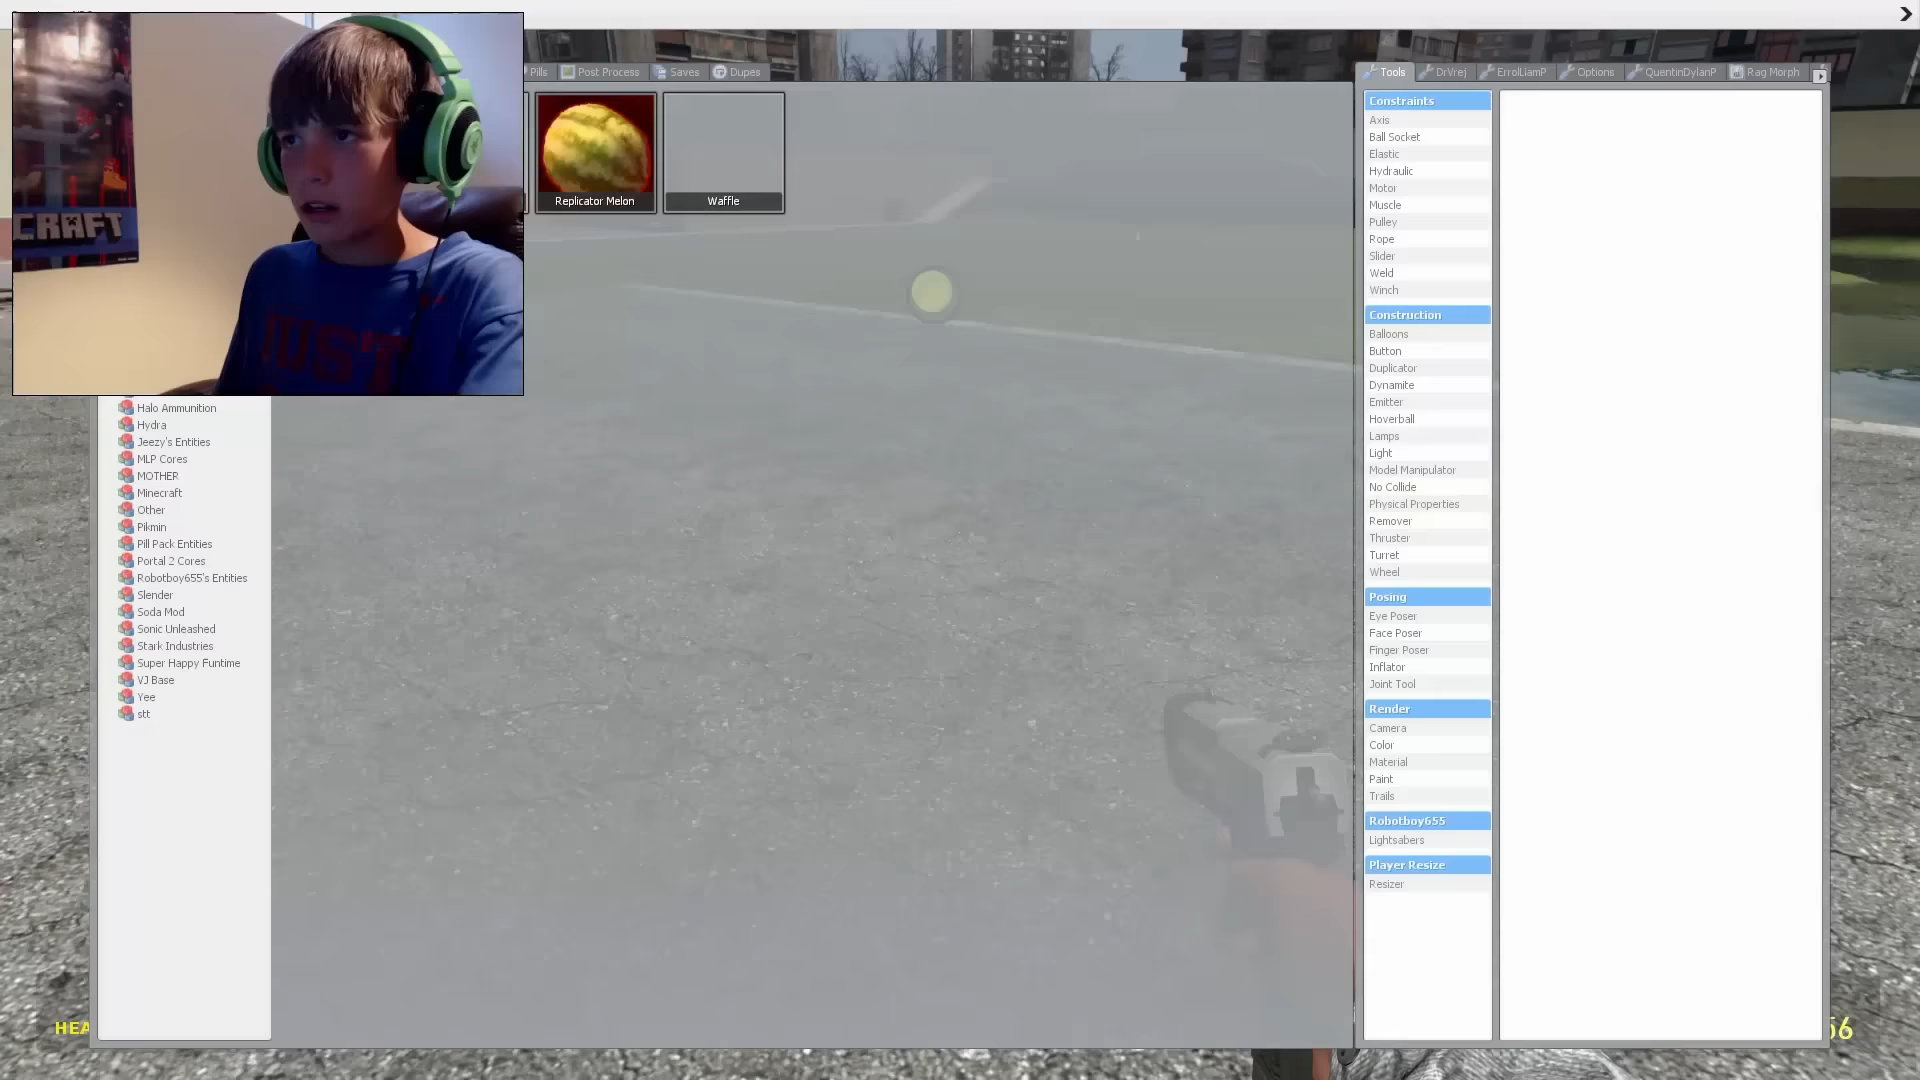 Pills
Post Process
Saves
Dupes
Tools
DrVrej
ErrolLiamP
Options
QuentinDylanP
Rag Morph
CRAFT
JUST
Replicator Melon
Waffle
Halo Ammunition
Hydra
Jeezy's Entities
MLP Cores
MOTHER
Minecraft
Other
Pikmin
Pill Pack Entities
Portal 2 Cores
Robotboy655's Entities
Slender
Soda Mod
Sonic Unleashed
Stark Industries
Super Happy Funtime
VJ Base
Yee
stt
Constraints
Axis
Ball Socket
Elastic
Hydraulic
Motor
Muscle
Pulley
Rope
Slider
Weld
Winch
Construction
Balloons
Button
Duplicator
Dynamite
Emitter
Hoverball
Lamps
Light
Model Manipulator
No Collide
Physical Properties
Remover
Thruster
Turret
Wheel
Posing
Eye Poser
Face Poser
Finger Poser
Inflator
Joint Tool
Render
Camera
Color
Material
Paint
Trails
Robotboy655
Lightsabers
Player Resize
Resizer
HEA
56